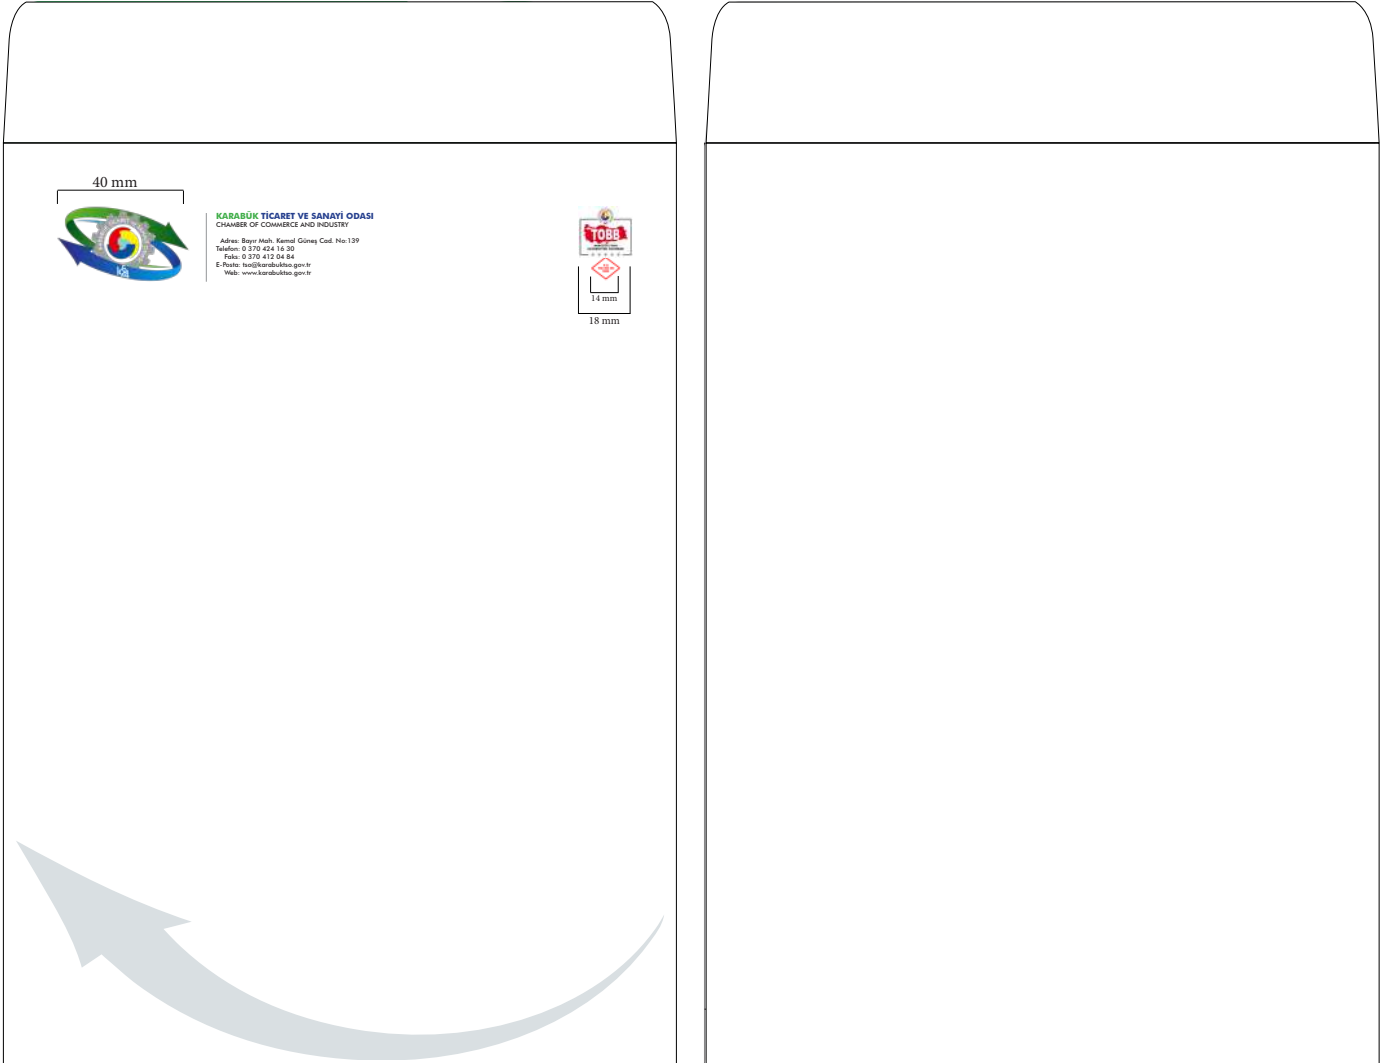 40 mm
KARABÜK TİCARET VE SANAYİ ODASI
CHAMBER OF COMMERCE AND INDUSTRY
Adres: Bayır Mah. Kemal Güneş Cad. No:139
Telefon: 0 370 424 16 30
Faks: 0 370 412 04 84
E-Posta: tso@karabuktso.gov.tr
Web: www.karabuktso.gov.tr
TOBB
14 mm
18 mm